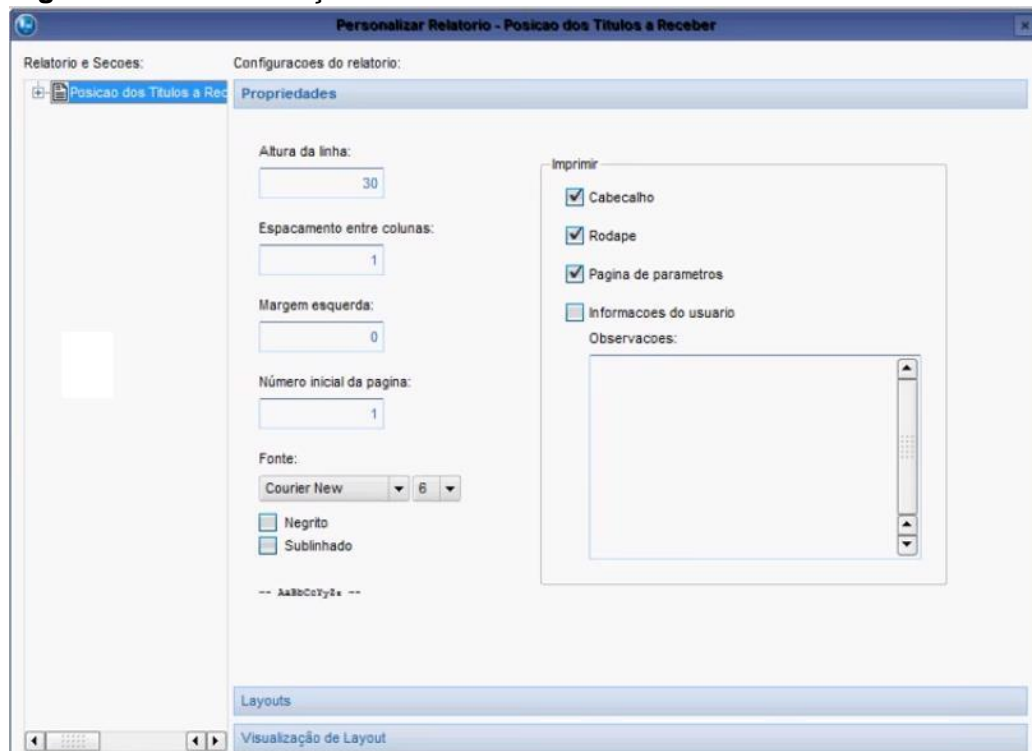 Personalizar Relatorio - Posicao dos Titulos a Receber
Relatorio e Secoes:
Configuracoes do relatorio:
Posicao dos Titulos a Rec
Propriedades
Altura da linha:
30
Espacamento entre colunas:
1
Margem esquerda:
0
Número inicial da pagina:
1
Fonte:
Courier New
6
Negrito
Sublinhado
-- AaBbCcYyZz --
Imprimir
Cabecalho
Rodape
Pagina de parametros
Informacoes do usuario
Observacoes:
Layouts
Visualização de Layout